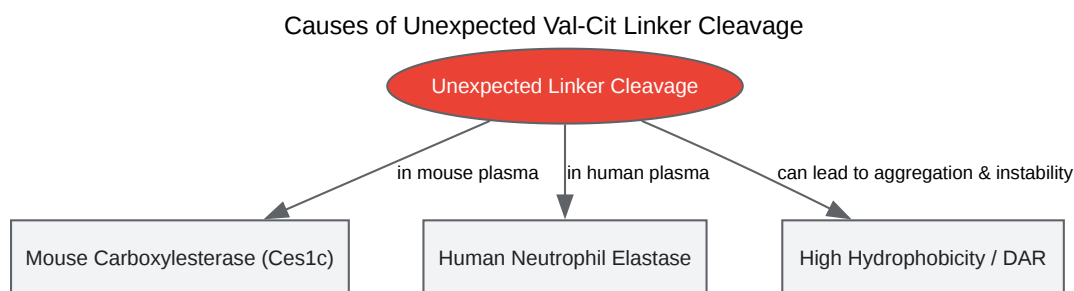 Causes of Unexpected Val-Cit Linker Cleavage
Unexpected Linker Cleavage
in mouse plasma
in human plasma
can lead to aggregation & instability
Mouse Carboxylesterase (Ces1c)
Human Neutrophil Elastase
High Hydrophobicity / DAR